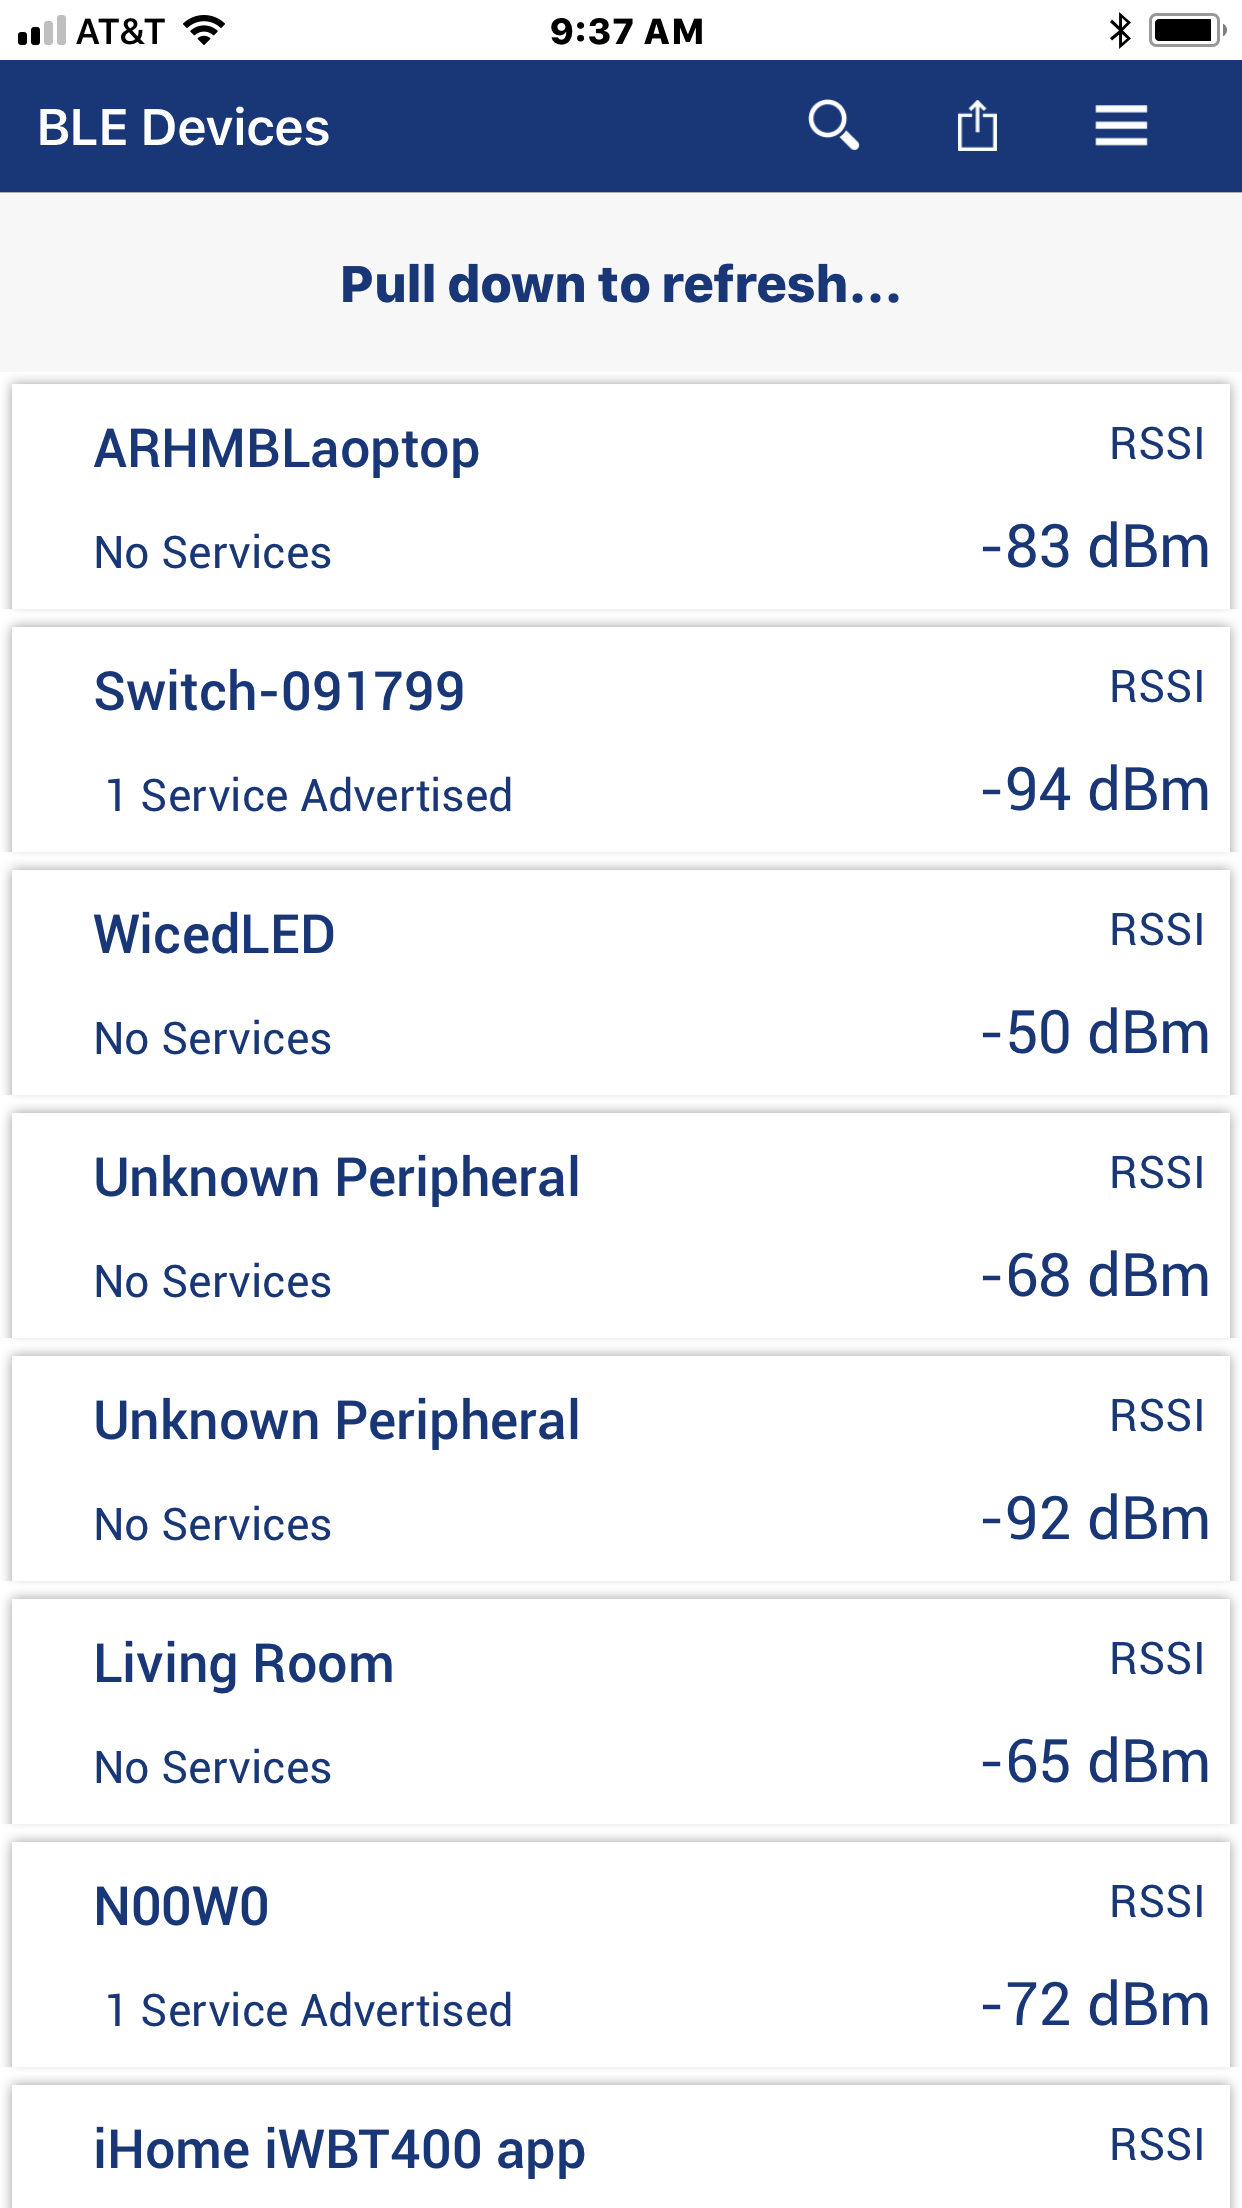 AT&T 9:37 AM
BLE Devices
Pull down to refresh...
ARHMBLaoptop RSSI
No Services -83 dBm
Switch-091799 RSSI
1 Service Advertised -94 dBm
WicedLED RSSI
No Services -50 dBm
Unknown Peripheral RSSI
No Services -68 dBm
Unknown Peripheral RSSI
No Services -92 dBm
Living Room RSSI
No Services -65 dBm
N00W0 RSSI
1 Service Advertised -72 dBm
iHome iWBT400 app RSSI